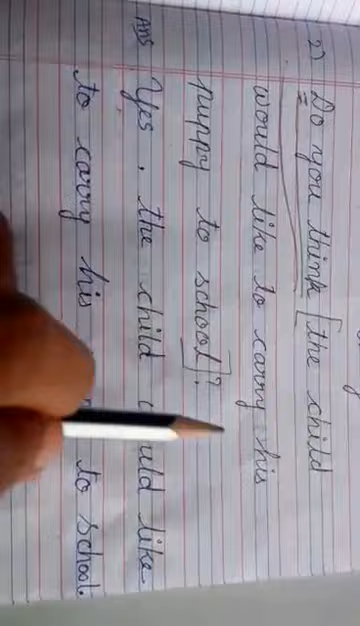 2) Do you think [the child
would like to carry his
puppy to school]?
Ans Yes, the child would like
to carry his to school.